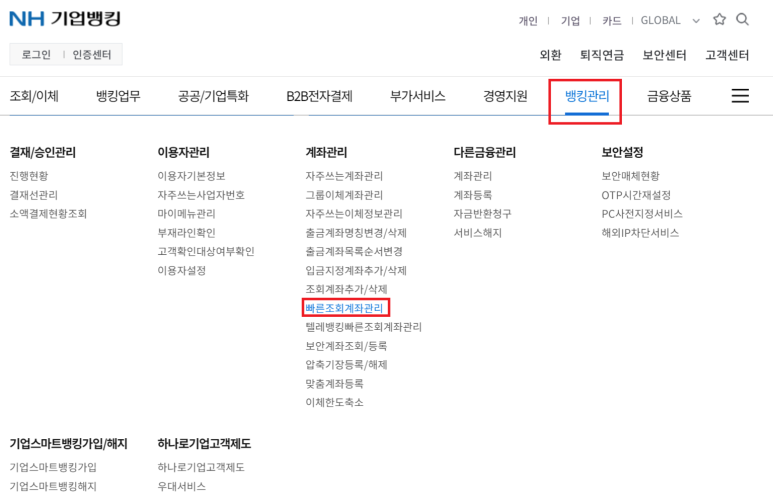 NH 기업뱅킹
개인 | 기업 | 카드 | GLOBAL
로그인 | 인증센터
외환 퇴직연금 보안센터 고객센터
조회/이체 뱅킹업무 공공/기업특화 B2B전자결제 부가서비스 경영지원 뱅킹관리 금융상품
결재/승인관리
진행현황
결재선관리
소액결제현황조회
이용자관리
이용자기본정보
자주쓰는사업자번호
마이메뉴관리
부재라인확인
고객확인대상여부확인
이용자설정
계좌관리
자주쓰는계좌관리
그룹이체계좌관리
자주쓰는이체정보관리
출금계좌명칭변경/삭제
출금계좌목록순서변경
입금지정계좌추가/삭제
조회계좌추가/삭제
빠른조회계좌관리
텔레뱅킹빠른조회계좌관리
보안계좌조회/등록
압축기장등록/해제
맞춤계좌등록
이체한도축소
다른금융관리
계좌관리
계좌등록
자금반환청구
서비스해지
보안설정
보안매체현황
OTP시간재설정
PC사전지정서비스
해외IP차단서비스
기업스마트뱅킹가입/해지
기업스마트뱅킹가입
기업스마트뱅킹해지
하나로기업고객제도
하나로기업고객제도
우대서비스